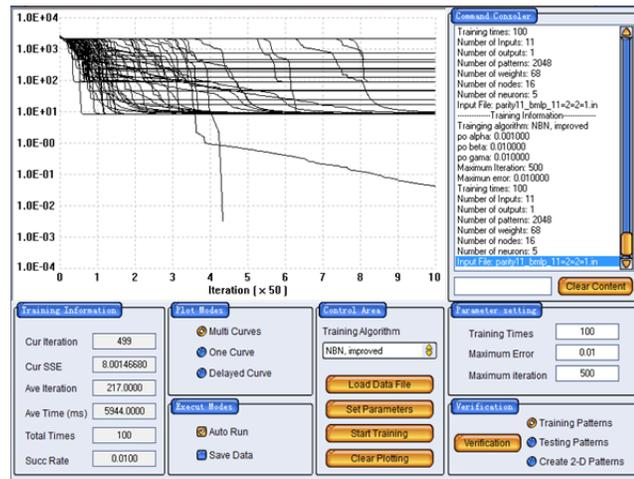 1.0E+04
1.0E+03
1.0E+02
1.0E+01
1.0E-00
1.0E-01
1.0E-02
1.0E-03
1.0E-04
0 1 2 3 4 5 6 7 8 9 10
Iteration ( × 50 )
Command Consoler
Training times: 100
Number of Inputs: 11
Number of outputs: 1
Number of patterns: 2048
Number of weights: 68
Number of nodes: 16
Number of neurons: 5
Input File: parity11_bmlp_11=2=2=1.in
--------------Training Information--------------
Trainging algorithm: NBN, improved
po alpha: 0.001000
po beta: 0.010000
po gama: 0.010000
Maximum Iteration: 500
Maximun error: 0.010000
Training times: 100
Number of Inputs: 11
Number of outputs: 1
Number of patterns: 2048
Number of weights: 68
Number of nodes: 16
Number of neurons: 5
Input File: parity11_bmlp_11=2=2=1.in
Clear Content
Training Information
Cur Iteration 499
Cur SSE 8.00146680
Ave Iteration 217.0000
Ave Time (ms) 5944.0000
Total Times 100
Succ Rate 0.0100
Plot Modes
Multi Curves
One Curve
Delayed Curve
Execut Modes
Auto Run
Save Data
Control Area
Training Algorithm
NBN, improved
Load Data File
Set Parameters
Start Training
Clear Plotting
Parameter setting
Training Times 100
Maximum Error 0.01
Maximum iteration 500
Verification
Verification
Training Patterns
Testing Patterns
Create 2-D Patterns